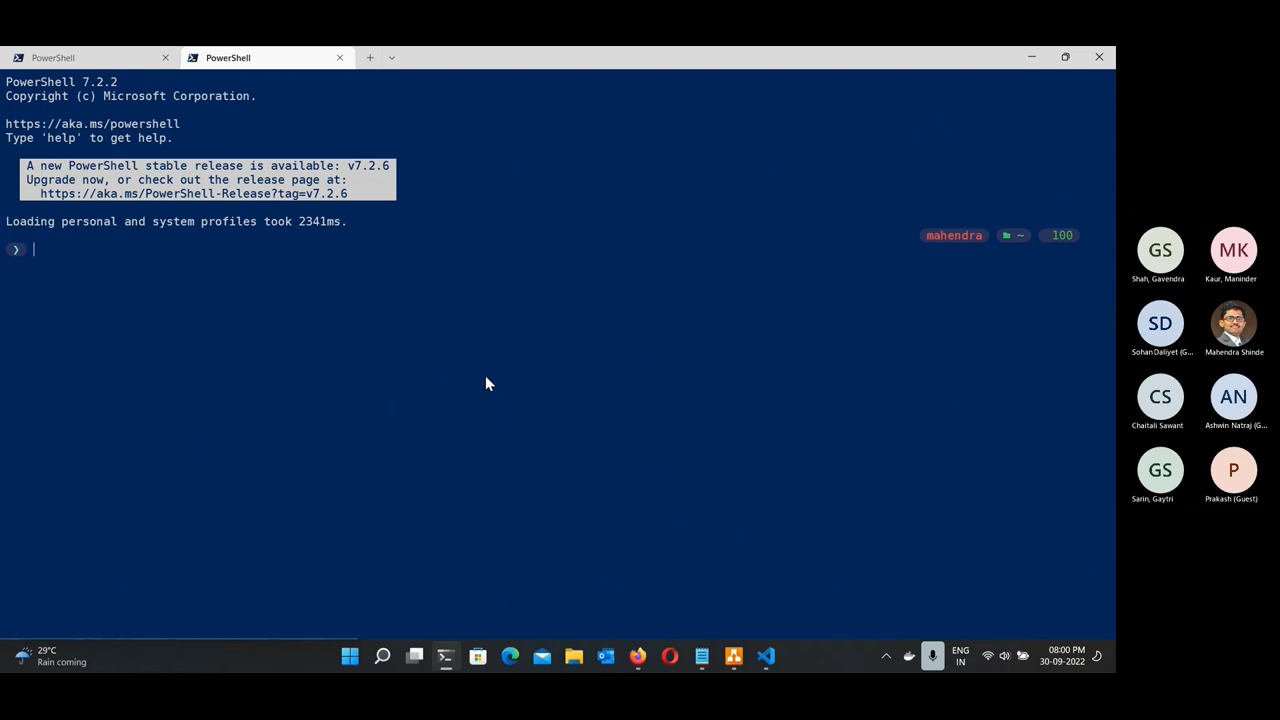 PowerShell
PowerShell
PowerShell 7.2.2
Copyright (c) Microsoft Corporation.
https://aka.ms/powershell
Type 'help' to get help.
A new PowerShell stable release is available: v7.2.6
Upgrade now, or check out the release page at:
https://aka.ms/PowerShell-Release?tag=v7.2.6
Loading personal and system profiles took 2341ms.
mahendra ~ 100
❯
GS MK
Shah, Gavendra Kaur, Maninder
SD
Sohan Daliyet (G... Mahendra Shinde
CS AN
Chaitali Sawant Ashwin Natraj (G...
GS P
Sarin, Gaytri Prakash (Guest)
29°C
Rain coming
ENG
IN
08:00 PM
30-09-2022